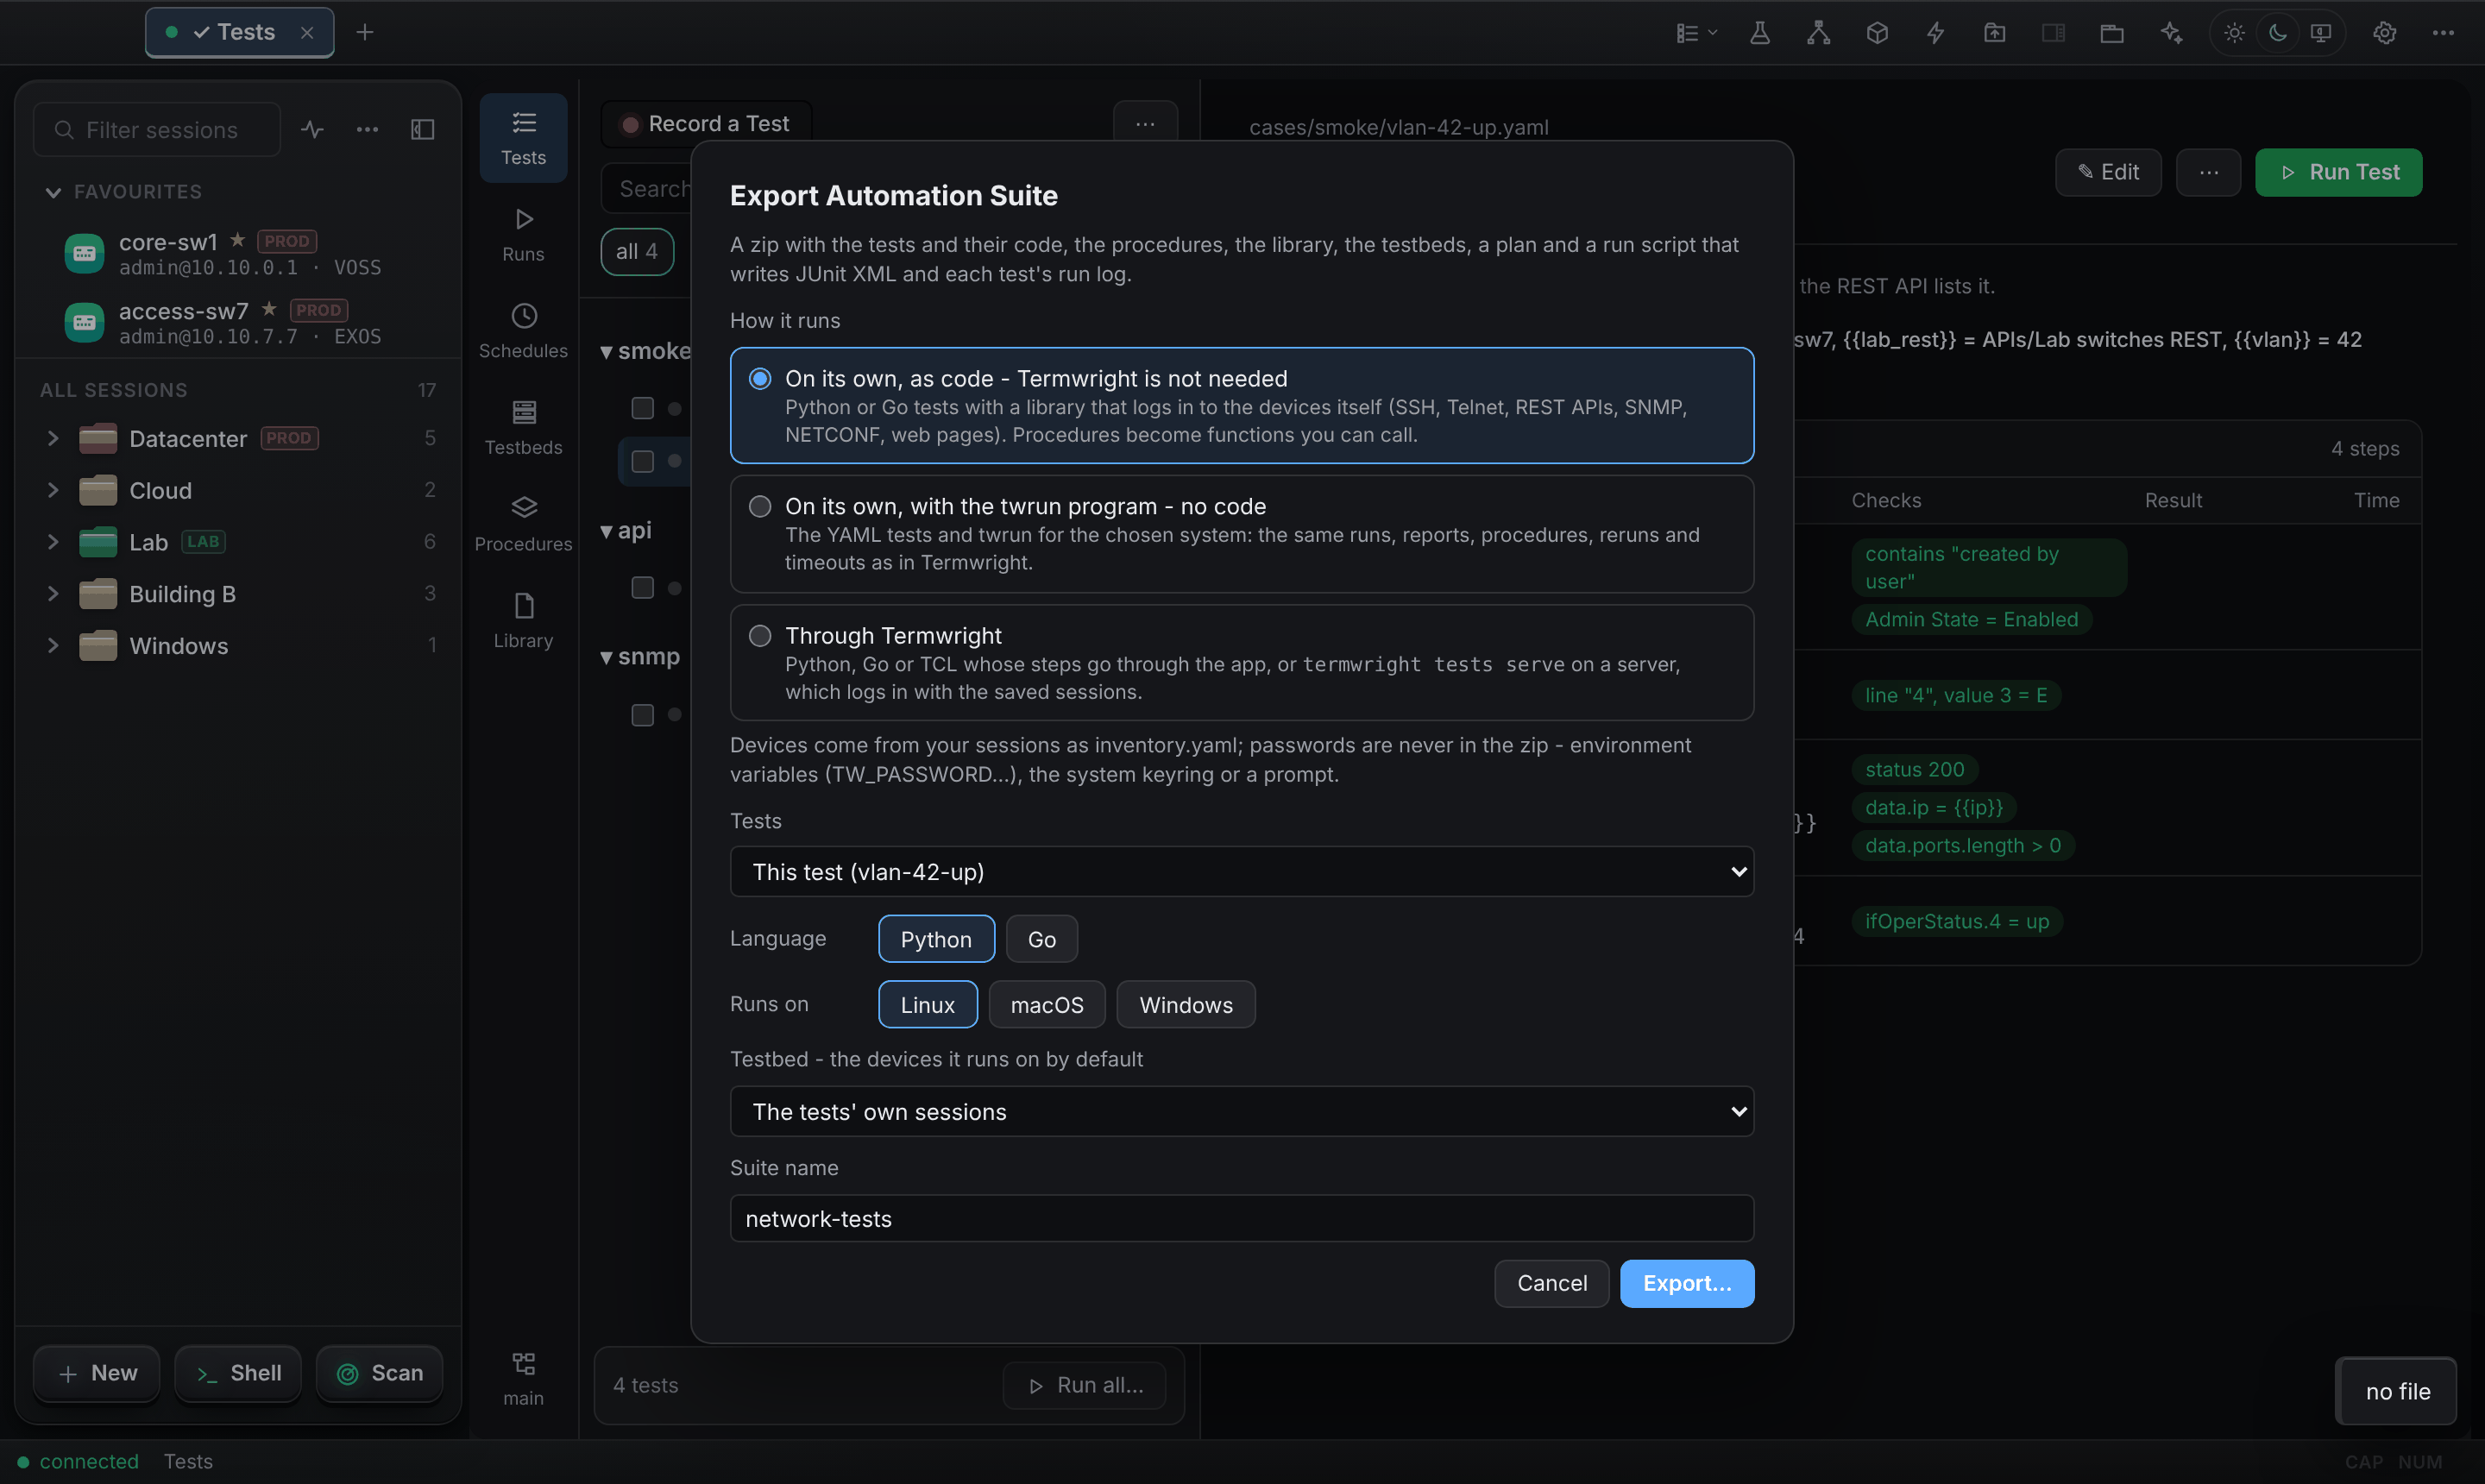 ✓ Tests
Filter sessions
FAVOURITES
core-sw1 ★ PROD
admin@10.10.0.1 · VOSS
access-sw7 ★ PROD
admin@10.10.7.7 · EXOS
ALL SESSIONS 17
Datacenter PROD 5
Cloud 2
Lab LAB 6
Building B 3
Windows 1
New
Shell
Scan
Tests
Runs
Schedules
Testbeds
Procedures
Library
main
Record a Test
...
Search
all 4
smoke
api
snmp
4 tests
Run all...
cases/smoke/vlan-42-up.yaml
✎ Edit
...
Run Test
the REST API lists it.
sw7, {{lab_rest}} = APIs/Lab switches REST, {{vlan}} = 42
4 steps
Checks Result Time
contains "created by
user"
Admin State = Enabled
line "4", value 3 = E
status 200
data.ip = {{ip}}
}}
data.ports.length > 0
ifOperStatus.4 = up
4
Export Automation Suite
A zip with the tests and their code, the procedures, the library, the testbeds, a plan and a run script that
writes JUnit XML and each test's run log.
How it runs
On its own, as code - Termwright is not needed
Python or Go tests with a library that logs in to the devices itself (SSH, Telnet, REST APIs, SNMP,
NETCONF, web pages). Procedures become functions you can call.
On its own, with the twrun program - no code
The YAML tests and twrun for the chosen system: the same runs, reports, procedures, reruns and
timeouts as in Termwright.
Through Termwright
Python, Go or TCL whose steps go through the app, or termwright tests serve on a server,
which logs in with the saved sessions.
Devices come from your sessions as inventory.yaml; passwords are never in the zip - environment
variables (TW_PASSWORD...), the system keyring or a prompt.
Tests
This test (vlan-42-up)
Language Python Go
Runs on Linux macOS Windows
Testbed - the devices it runs on by default
The tests' own sessions
Suite name
network-tests
Cancel
Export...
no file
connected Tests
CAP NUM